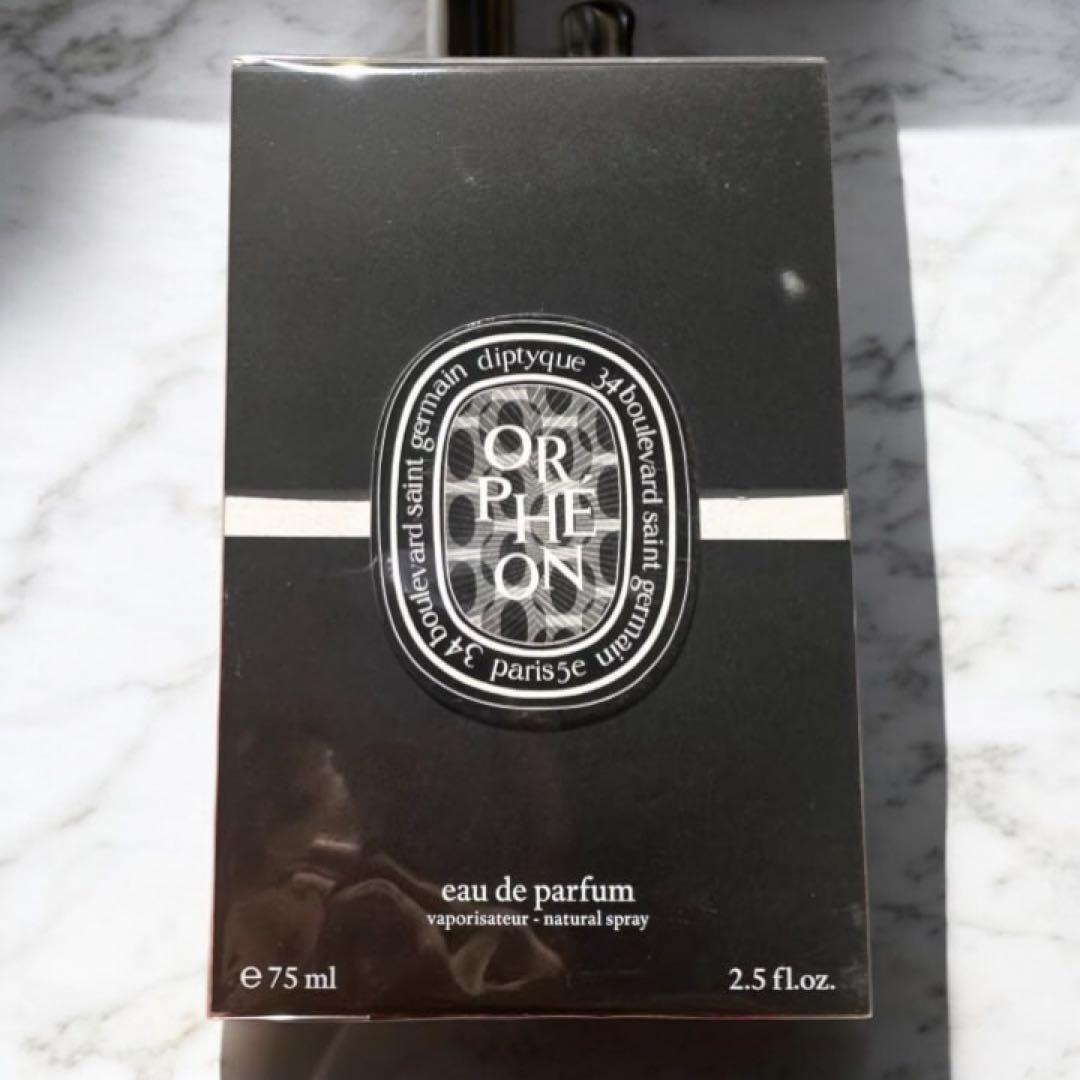 diptyque
34 boulevard saint germain
paris 5e
34 boulevard saint germain
OR
PHÉ
ON
eau de parfum
vaporisateur - natural spray
e 75 ml
2.5 fl.oz.